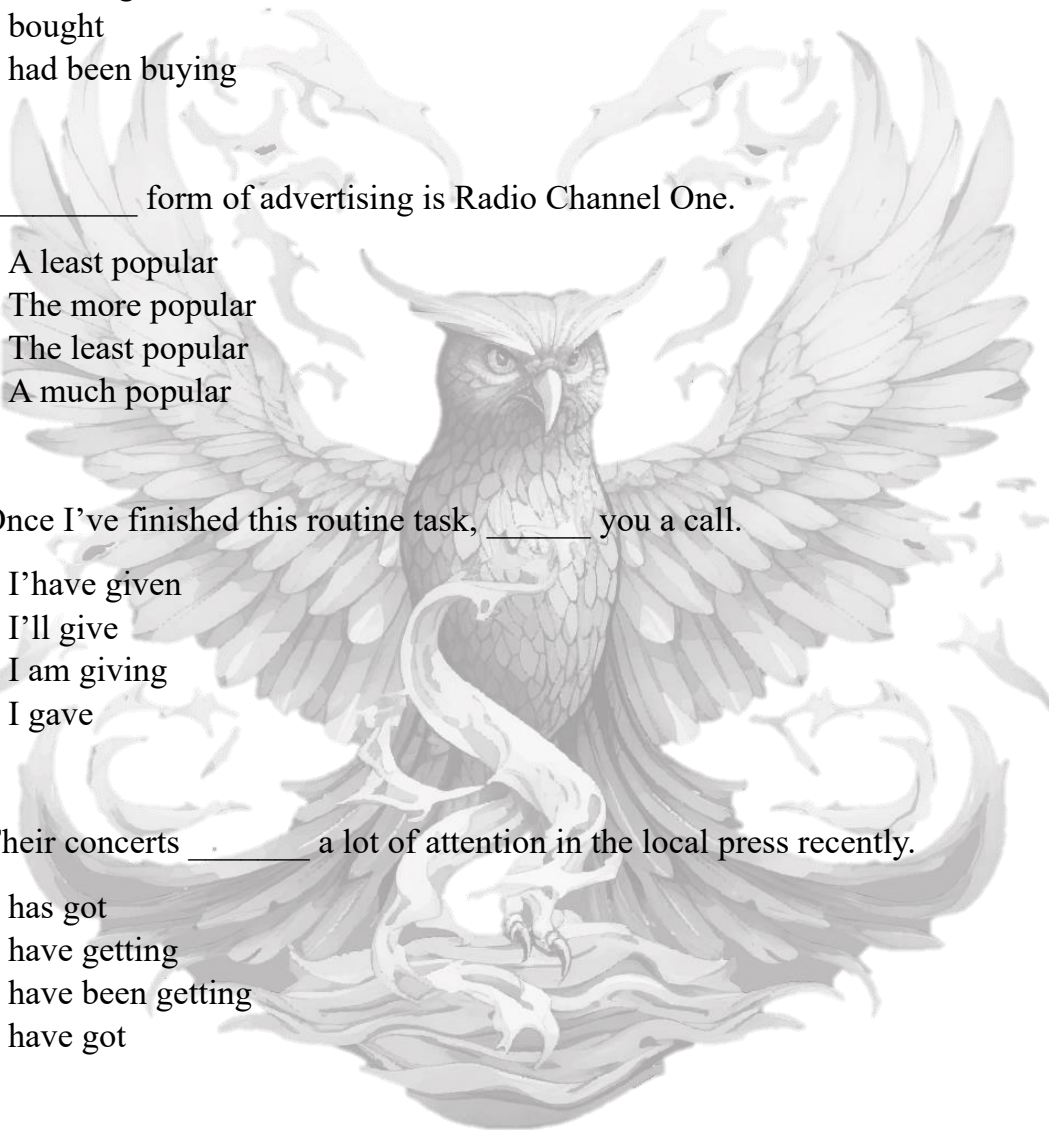 bought
had been buying
_________ form of advertising is Radio Channel One.
A least popular
The more popular
The least popular
A much popular
Once I’ve finished this routine task, ______ you a call.
I’have given
I’ll give
I am giving
I gave
Their concerts _______ a lot of attention in the local press recently.
has got
have getting
have been getting
have got